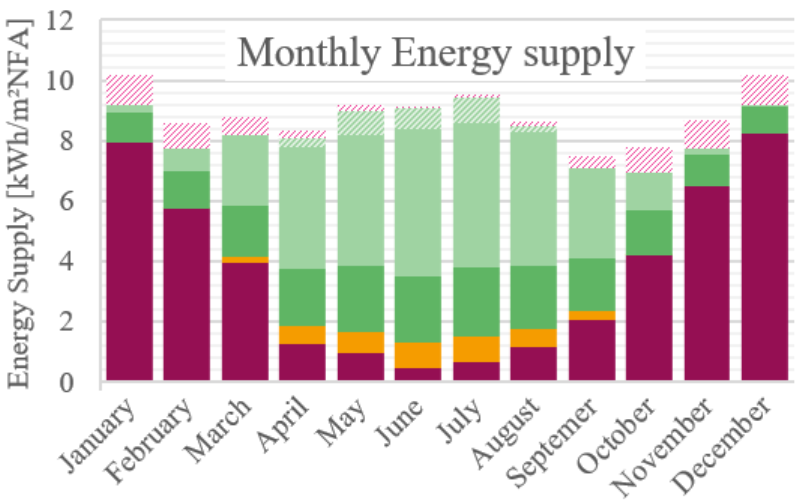 Monthly Energy supply
Energy Supply [kWh/m²NFA]
12
10
8
6
4
2
0
January
February
March
April
May
June
July
August
Septemer
October
November
December